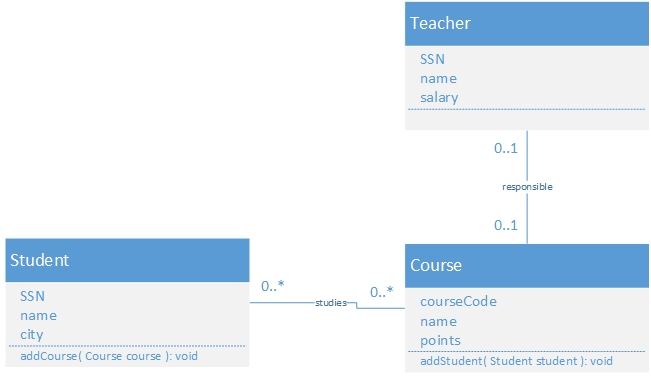 Teacher
SSN
name
salary
0..1
responsible
0..1
Student
SSN
name
city
addCourse( Course course ): void
0..*
studies
0..*
Course
courseCode
name
points
addStudent( Student student ): void